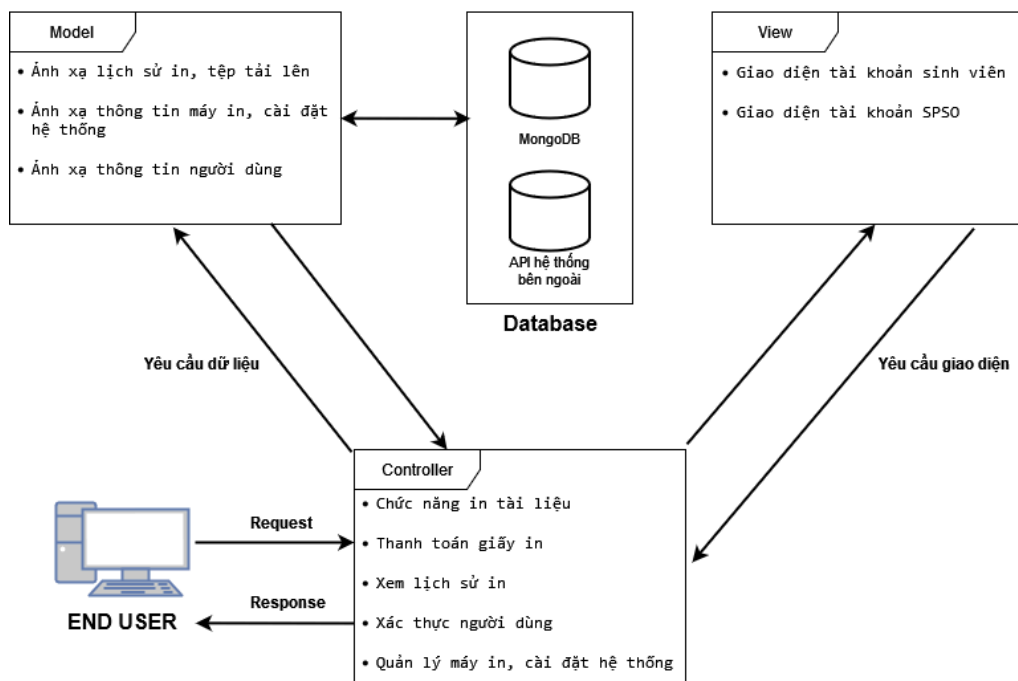 Model
• Ánh xạ lịch sử in, tệp tải lên
• Ánh xạ thông tin máy in, cài đặt
hệ thống
• Ánh xạ thông tin người dùng
MongoDB
API hệ thống
bên ngoài
Database
View
• Giao diện tài khoản sinh viên
• Giao diện tài khoản SPSO
Yêu cầu dữ liệu
Yêu cầu giao diện
Controller
• Chức năng in tài liệu
• Thanh toán giấy in
• Xem lịch sử in
• Xác thực người dùng
• Quản lý máy in, cài đặt hệ thống
Request
Response
END USER